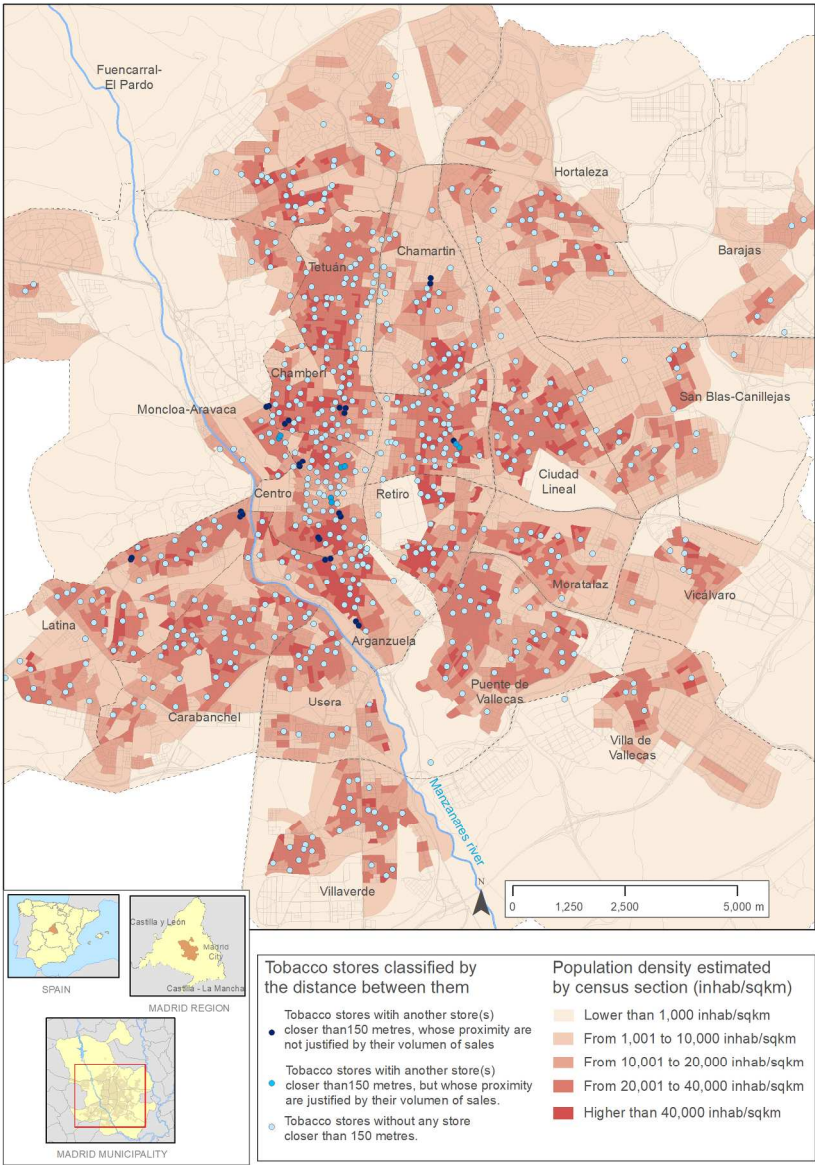 Fuencarral-
El Pardo
Hortaleza
Chamartín
Barajas
Tetuán
Chamberí
Moncloa-Aravaca
San Blas-Canillejas
Ciudad
Lineal
Centro
Retiro
Moratalaz
Vicálvaro
Latina
Arganzuela
Puente de
Vallecas
Usera
Carabanchel
Villa de
Vallecas
Manzanares river
Villaverde
N
0 1,250 2,500 5,000 m
Castilla y León
Madrid
City
Castilla - La Mancha
SPAIN
MADRID REGION
MADRID MUNICIPALITY
Tobacco stores classified by
the distance between them
Tobacco stores witih another store(s)
closer than150 metres, whose proximity are
not justified by their volumen of sales
Tobacco stores witih another store(s)
closer than150 metres, but whose proximity
are justified by their volumen of sales.
Tobacco stores without any store
closer than 150 metres.
Population density estimated
by census section (inhab/sqkm)
Lower than 1,000 inhab/sqkm
From 1,001 to 10,000 inhab/sqkm
From 10,001 to 20,000 inhab/sqkm
From 20,001 to 40,000 inhab/sqkm
Higher than 40,000 inhab/sqkm